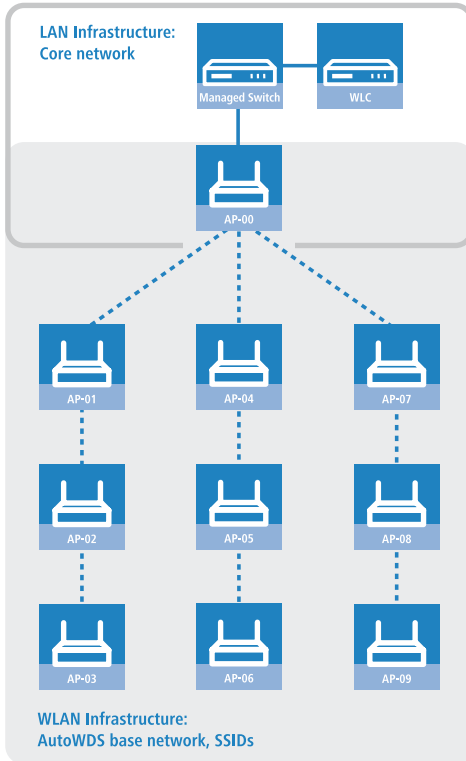 LAN Infrastructure:
Core network
Managed Switch
WLC
AP-00
AP-01
AP-04
AP-07
AP-02
AP-05
AP-08
AP-03
AP-06
AP-09
WLAN Infrastructure:
AutoWDS base network, SSIDs